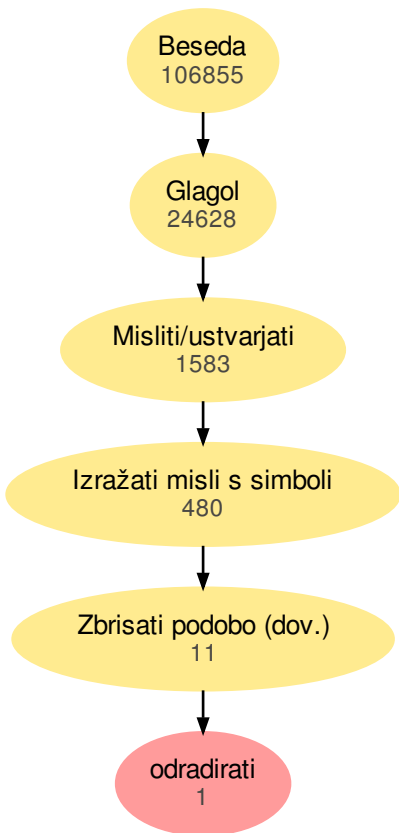 Beseda
106855
Glagol
24628
Misliti/ustvarjati
1583
Izražati misli s simboli
480
Zbrisati podobo (dov.)
11
odradirati
1